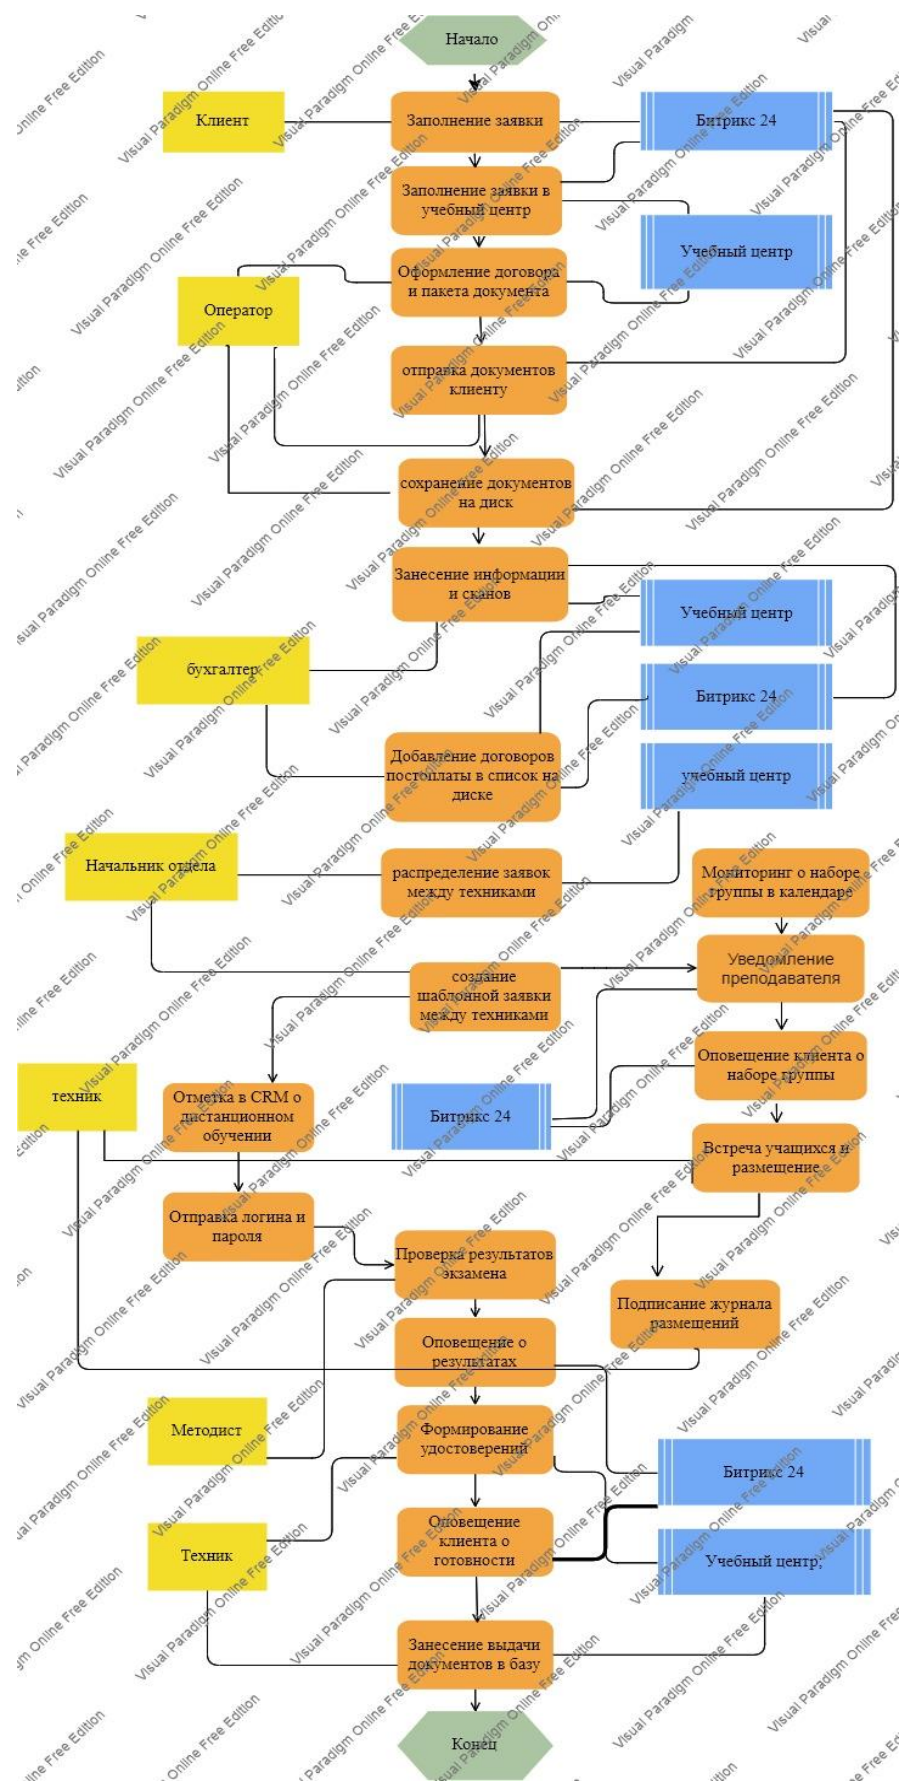 Начало
Клиент
Заполнение заявки
Битрикс 24
Заполнение заявки в
учебный центр
Учебный центр
Оформление договора
и пакета документа
Оператор
отправка документов
клиенту
сохранение документов
на диск
Занесение информации
и сканов
Учебный центр
бухгалтер
Битрикс 24
Добавление договоров
постоплаты в список на
диске
учебный центр
Начальник отдела
распределение заявок
между техниками
Мониторинг о наборе
группы в календаре
Уведомление
преподавателя
создание
шаблонной заявки
между техниками
Оповещение клиента о
наборе группы
техник
Отметка в CRM о
дистанционном
обучении
Битрикс 24
Встреча учащихся и
размещение
Отправка логина и
пароля
Проверка результатов
экзамена
Подписание журнала
размещений
Оповещение о
результатах
Методист
Формирование
удостоверений
Битрикс 24
Оповещение
клиента о
готовности
Техник
Учебный центр;
Занесение выдачи
документов в базу
Конец
Visual Paradigm Online Free Edition